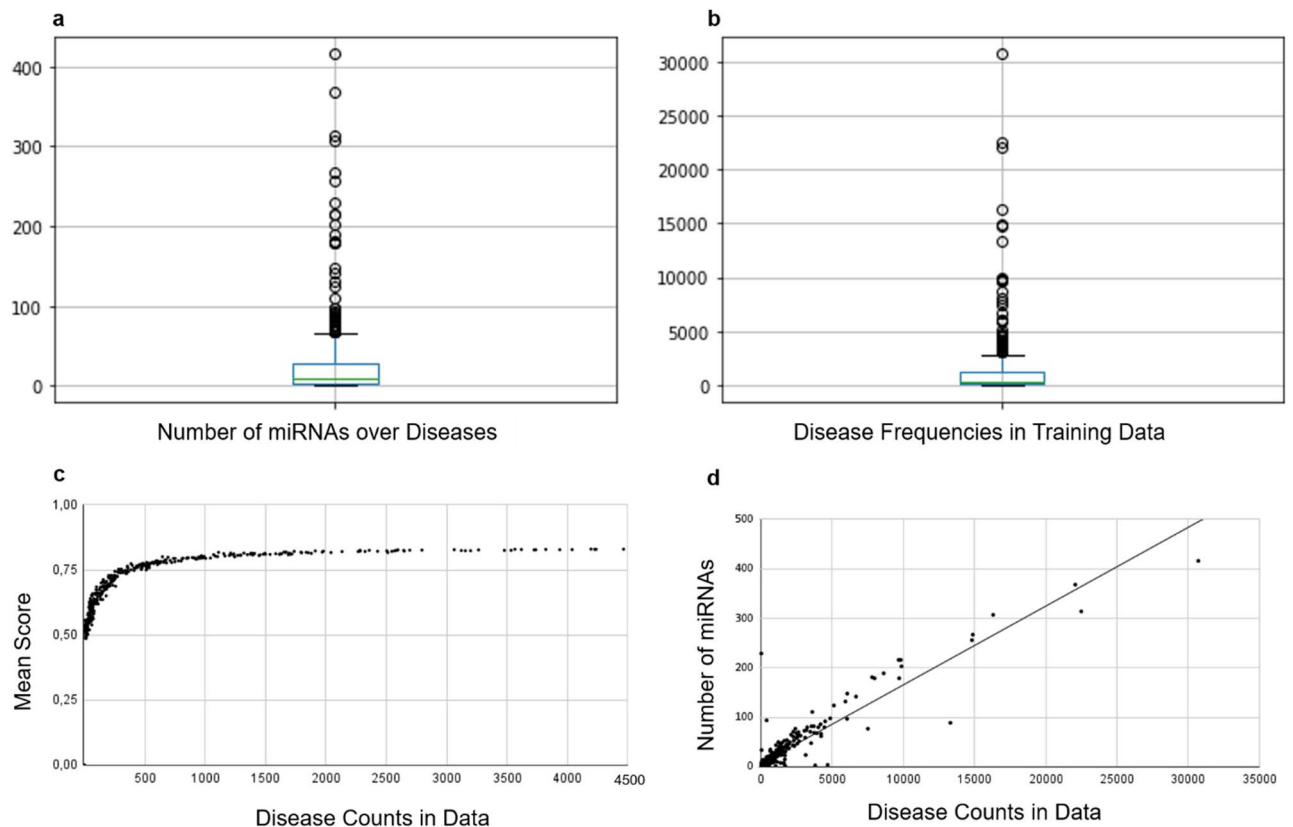 a
400
300
200
100
0
Number of miRNAs over Diseases
b
30000
25000
20000
15000
10000
5000
0
Disease Frequencies in Training Data
c
1,00
0,75
0,50
0,25
0,00
Mean Score
500 1000 1500 2000 2500 3000 3500 4000 4500
Disease Counts in Data
d
500
400
300
200
100
0
Number of miRNAs
0 5000 10000 15000 20000 25000 30000 35000
Disease Counts in Data